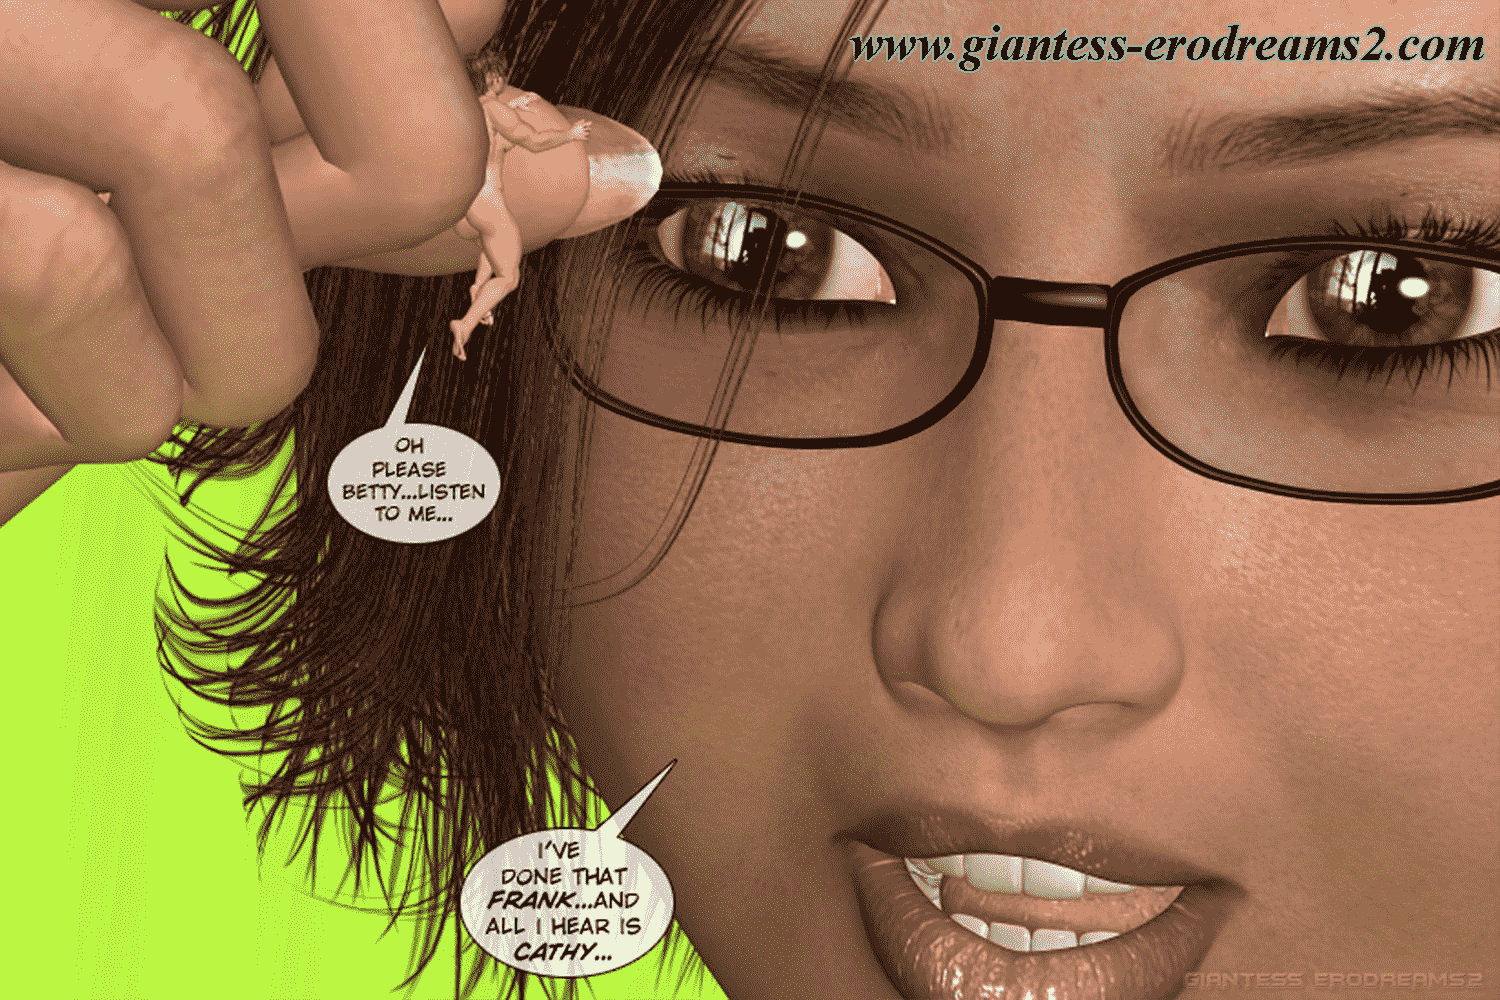 www.giantess-erodreams2.com
OH
PLEASE
BETTY...LISTEN
TO ME...
I'VE
DONE THAT
FRANK...AND
ALL I HEAR IS
CATHY...
GIANTESS ERODREAMS2